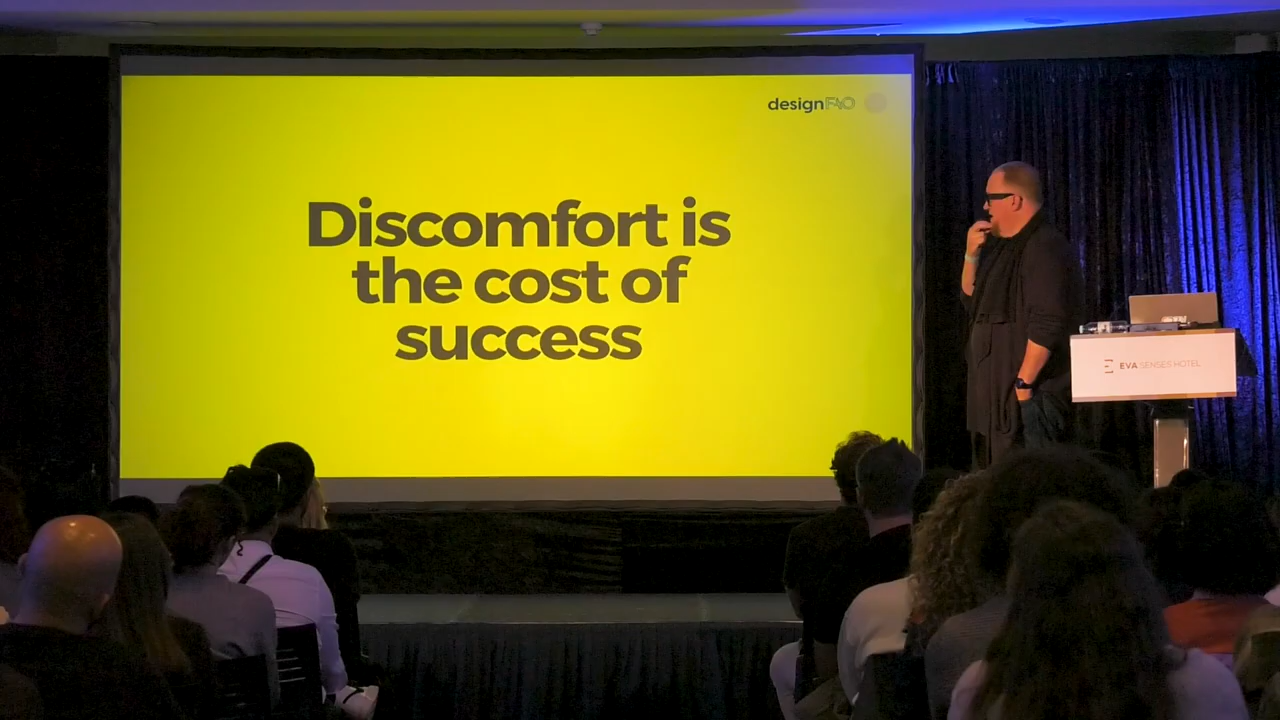 designFAO
Discomfort is
the cost of
success
EVA SENSES HOTEL